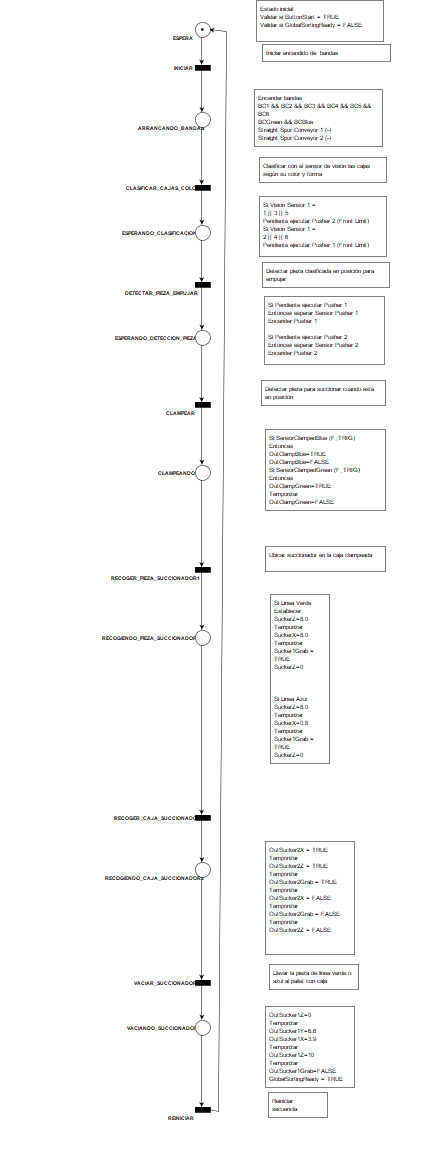 Estado inicial
Validar si ButtonStart = TRUE
Validar si GlobalSortingReady = FALSE
ESPERA
Iniciar encendido de bandas
INICIAR
Encender bandas
BC1 && BC2 && BC3 && BC4 && BC5 &&
BC6
BCGreen && BCBlue
Straight Spur Conveyor 1 (-)
Straight Spur Conveyor 2 (-)
ARRANCANDO_BANDAS
Clasificar con el sensor de visión las cajas
según su color y forma
CLASIFICAR_CAJAS_COLO
Si Vision Sensor 1 =
1 || 3 || 5
Pendiente ejecutar Pusher 2 (Front Limit)
Si Vision Sensor 1 =
2 || 4 || 6
Pendiente ejecutar Pusher 1 (Front Limit)
ESPERANDO_CLASIFICACION
Detectar pieza clasificada en posición para
empujar
DETECTAR_PIEZA_EMPUJAR
Si Pendiente ejecutar Pusher 1
Entonces esperar Sensor Pusher 1
Encender Pusher 1
Si Pendiente ejecutar Pusher 2
Entonces esperar Sensor Pusher 2
Encender Pusher 2
ESPERANDO_DETECCION_PIEZA
Detectar pieza para succionar cuando esté
en posición
CLAMPEAR
Si SensorClampedBlue (F_TRIG)
Entonces
OutClampBlue=TRUE
OutClampBlue=FALSE
Si SensorClampedGreen (F_TRIG)
Entonces
OutClampGreen=TRUE
Temporizar
OutClampGreen=FALSE
CLAMPEANDO
Ubicar succionador en la caja clampeada
RECOGER_PIEZA_SUCCIONADOR1
Si Linea Verde
Establecer
SuckerZ=8.0
Temporizar
SuckerX=8.0
Temporizar
Sucker1Grab =
TRUE
SuckerZ=0
Si Linea Azul
SuckerZ=8.0
Temporizar
SuckerX=0.8
Temporizar
Sucker1Grab =
TRUE
SuckerZ=0
RECOGIENDO_PIEZA_SUCCIONADOR
RECOGER_CAJA_SUCCIONADO
OutSucker2X = TRUE
Temporizar
OutSucker2Z = TRUE
Temporizar
OutSucker2Grab = TRUE
Temporizar
OutSucker2X = FALSE
Temporizar
OutSucker2Grab = FALSE
Temporizar
OutSucker2Z = FALSE
RECOGIENDO_CAJA_SUCCIONADOR2
Llevar la pieza de linea verde o
azul al pallet con caja
VACIAR_SUCCIONADOR
OutSucker1Z=0
Temporizar
OutSucker1Y=6.6
OutSucker1X=3.9
Temporizar
OutSucker1Z=10
Temporizar
OutSucker1Grab=FALSE
GlobalSortingReady = TRUE
VACIANDO_SUCCIONADOR
Reiniciar
secuancia
REINICIAR